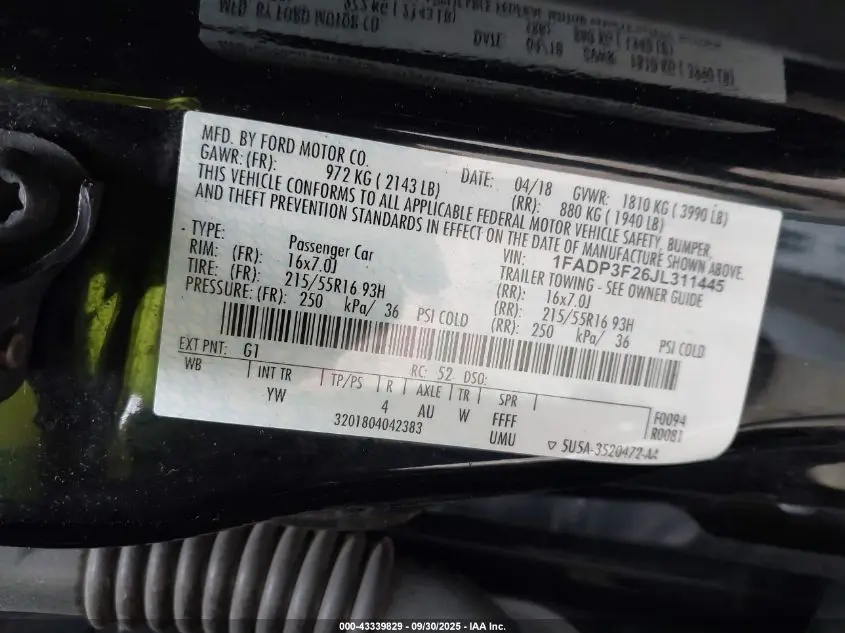 MFD. BY FORD MOTOR CO.
DATE: 04/18 GVWR: 1810 KG ( 3990 LB)
GAWR: (FR): 972 KG ( 2143 LB) (RR): 880 KG ( 1940 LB)
THIS VEHICLE CONFORMS TO ALL APPLICABLE FEDERAL MOTOR VEHICLE SAFETY, BUMPER,
AND THEFT PREVENTION STANDARDS IN EFFECT ON THE DATE OF MANUFACTURE SHOWN ABOVE.
VIN: 1FADP3F26JL311445
- TYPE: Passenger Car TRAILER TOWING - SEE OWNER GUIDE
RIM: (FR): 16x7.0J (RR): 16x7.0J
TIRE: (FR): 215/55R16 93H (RR): 215/55R16 93H
PRESSURE: (FR): 250 kPa/ 36 PSI COLD (RR): 250 kPa/ 36 PSI COLD
EXT PNT: G1 RC: 52 DSO:
WB INT TR TP/PS R AXLE TR SPR
YW 4 AU W FFFF F0094
UMU R0081
3201804042383 5U5A-3520472-AA
000-43339829 - 09/30/2025 - IAA Inc.